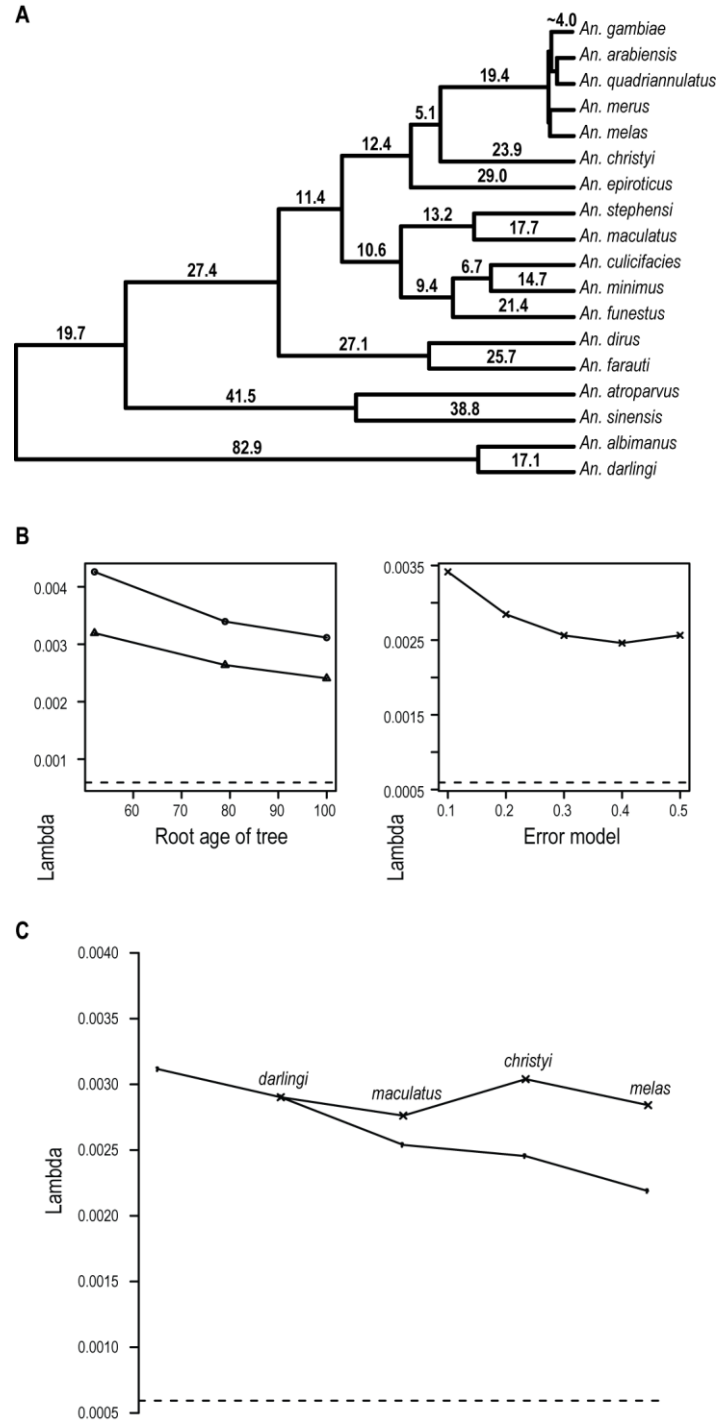 A
~4.0
An. gambiae
An. arabiensis
19.4
An. quadriannulatus
An. merus
5.1
An. melas
12.4
23.9
An. christyi
29.0
An. epiroticus
11.4
13.2
An. stephensi
17.7
An. maculatus
10.6
6.7
An. culicifacies
27.4
9.4
14.7
An. minimus
21.4
An. funestus
19.7
27.1
An. dirus
25.7
An. farauti
41.5
An. atroparvus
38.8
An. sinensis
82.9
An. albimanus
17.1
An. darlingi
B
0.004
0.003
0.002
0.001
60 70 80 90 100
Lambda
Root age of tree
0.0035
0.0025
0.0015
0.0005
0.1 0.2 0.3 0.4 0.5
Lambda
Error model
C
0.0040
0.0035
0.0030
0.0025
0.0020
0.0015
0.0010
0.0005
Lambda
darlingi
maculatus
christyi
melas